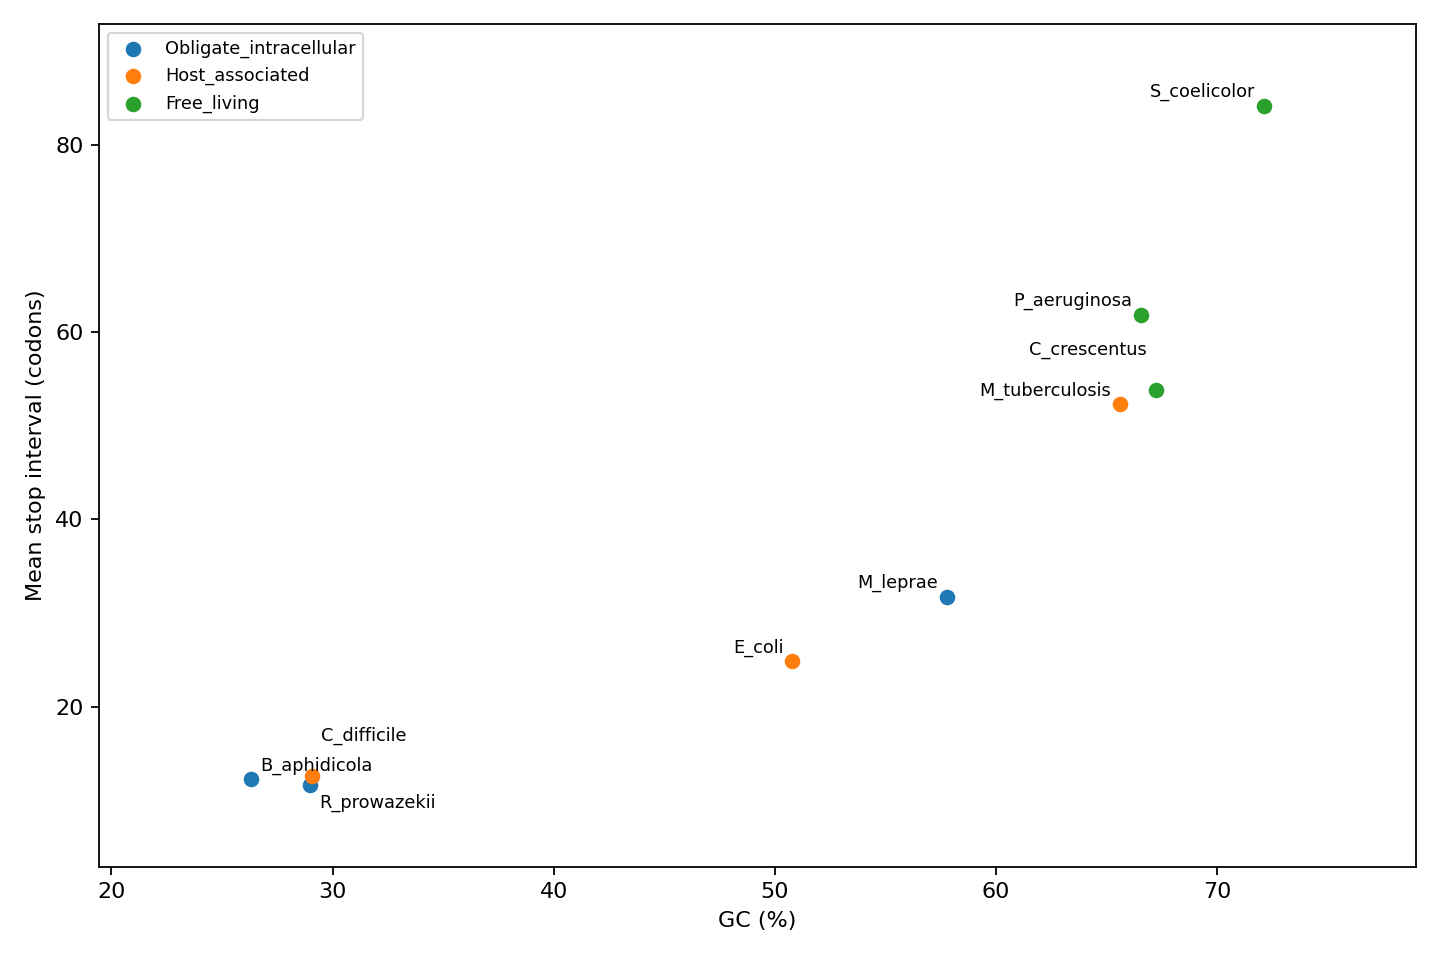 Obligate_intracellular
Host_associated
Free_living
S_coelicolor
P_aeruginosa
C_crescentus
M_tuberculosis
M_leprae
E_coli
C_difficile
B_aphidicola
R_prowazekii
80
60
40
20
Mean stop interval (codons)
20 30 40 50 60 70
GC (%)